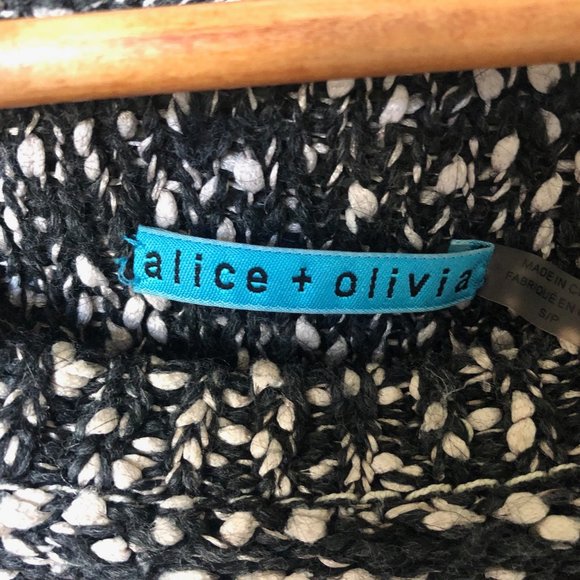 alice + olivia
MADE IN
FABRIQUE EN
S/P